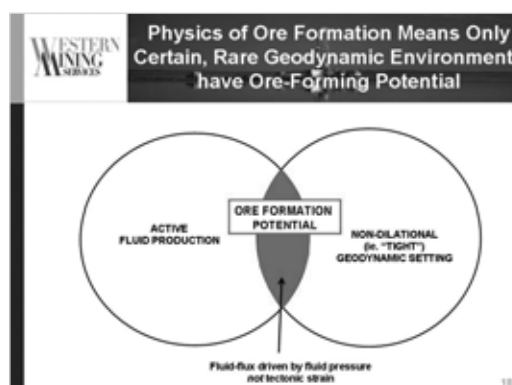 WESTERN
MINING
SERVICES
Physics of Ore Formation Means Only
Certain, Rare Geodynamic Environment
have Ore-Forming Potential
ORE FORMATION
POTENTIAL
ACTIVE
FLUID PRODUCTION
NON-DILATIONAL
(ie. "TIGHT")
GEODYNAMIC SETTING
Fluid-flux driven by fluid pressure
not tectonic strain